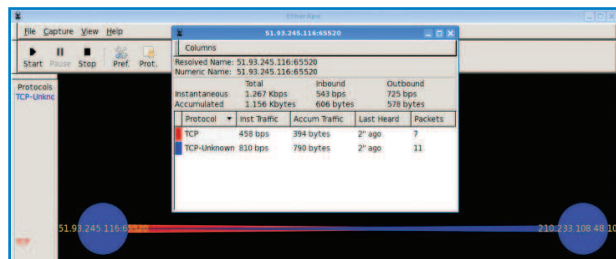 EtherApe
File Capture View Help
Start Pause Stop Pref. Prot.
Protocols
TCP-Unkno
51.93.245.116:65520
Columns
Resolved Name: 51.93.245.116:65520
Numeric Name: 51.93.245.116:65520
Total Inbound Outbound
Instantaneous 1.267 Kbps 543 bps 725 bps
Accumulated 1.156 Kbytes 606 bytes 578 bytes
Protocol Inst Traffic Accum Traffic Last Heard Packets
TCP 458 bps 394 bytes 2" ago 7
TCP-Unknown 810 bps 790 bytes 2" ago 11
51.93.245.116:65520
210.233.108.48:10